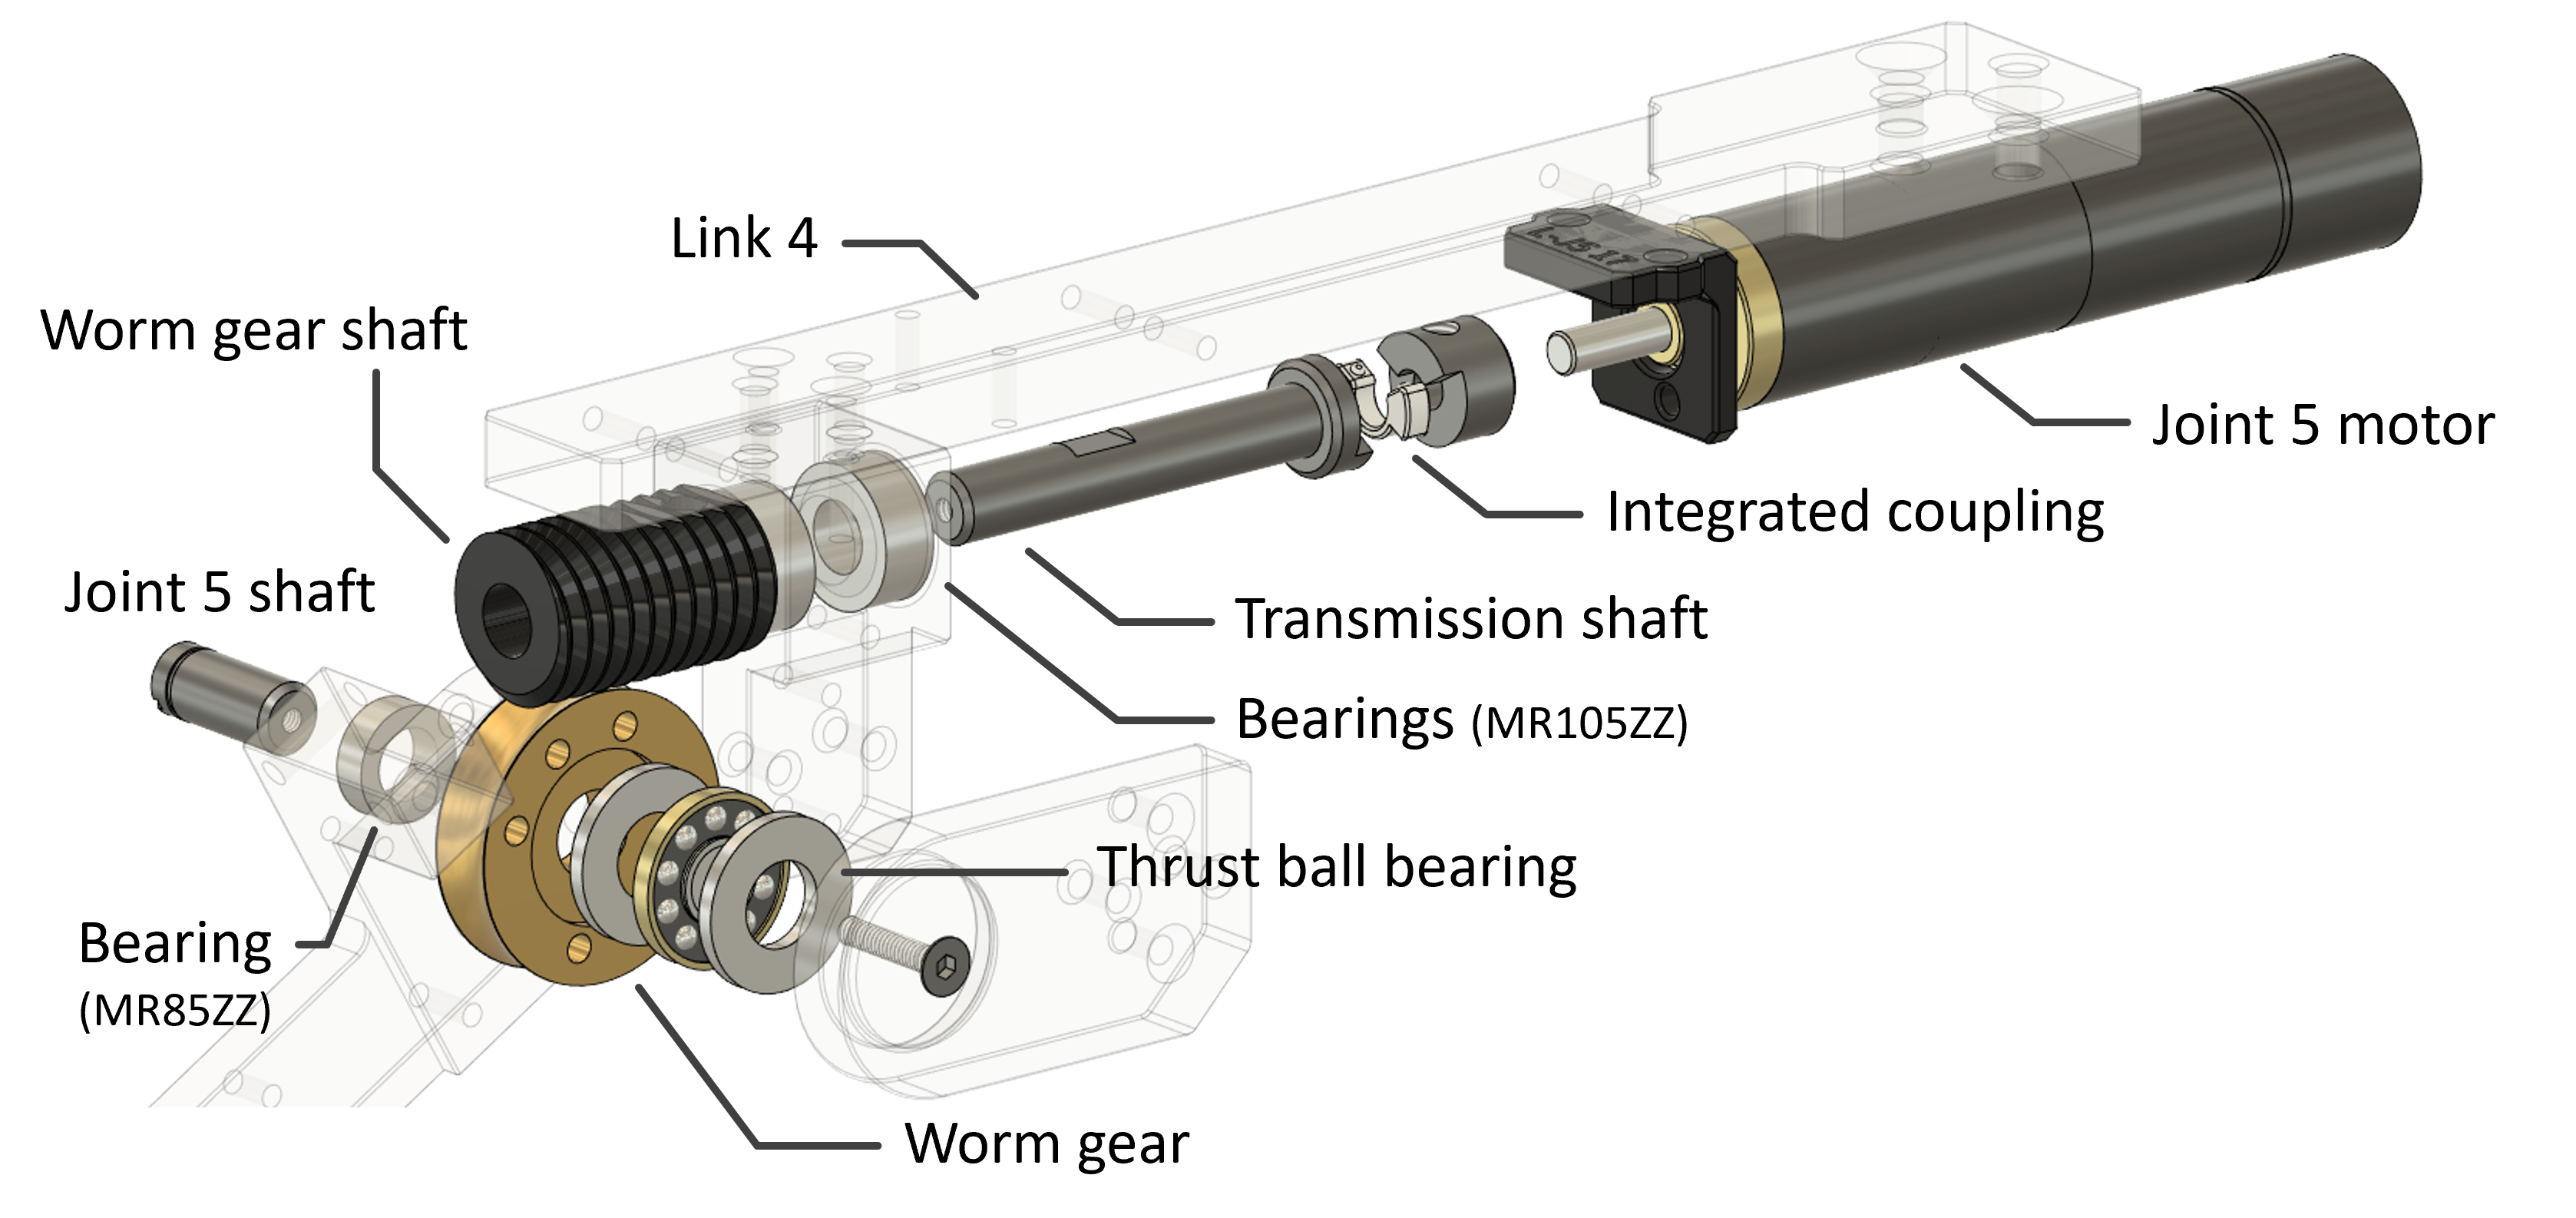 Link 4
Worm gear shaft
Joint 5 motor
Integrated coupling
Joint 5 shaft
Transmission shaft
Bearings (MR105ZZ)
Thrust ball bearing
Bearing
(MR85ZZ)
Worm gear